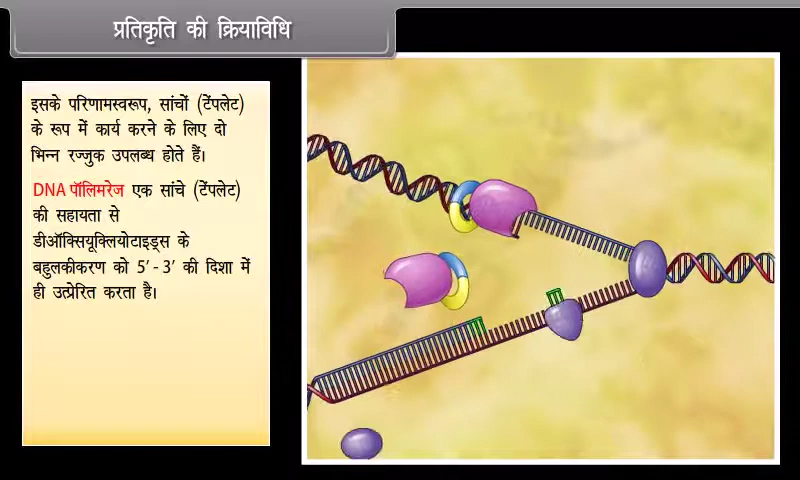 प्रतिकृति की क्रियाविधि
इसके परिणामस्वरूप, सांचों (टेंपलेट)
के रूप में कार्य करने के लिए दो
भिन्न रज्जुक उपलब्ध होते हैं।
DNA पॉलिमरेज एक सांचे (टेंपलेट)
की सहायता से
डीऑक्सियूक्लियोटाइड्स के
बहुलकीकरण को 5' - 3' की दिशा में
ही उत्प्रेरित करता है।